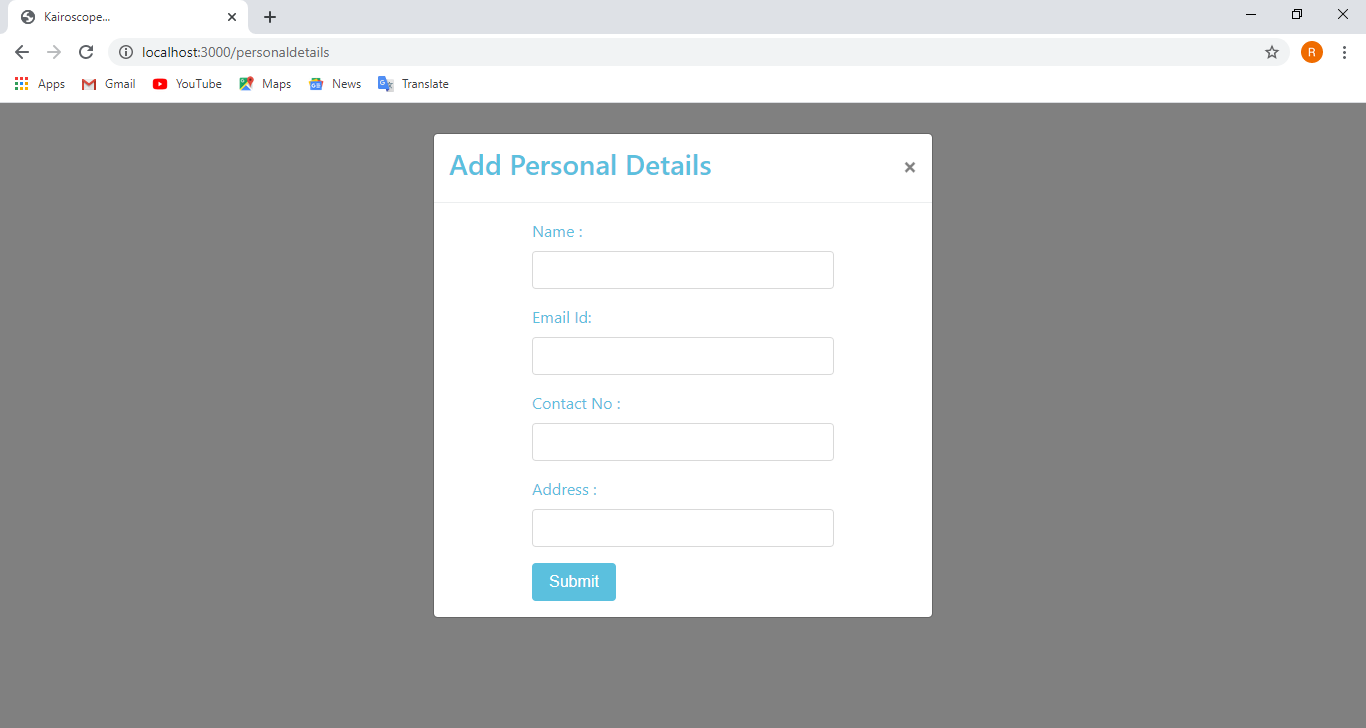 Kairoscope...
localhost:3000/personaldetails
R
Apps Gmail YouTube Maps News Translate
Add Personal Details
Name :
Email Id:
Contact No :
Address :
Submit